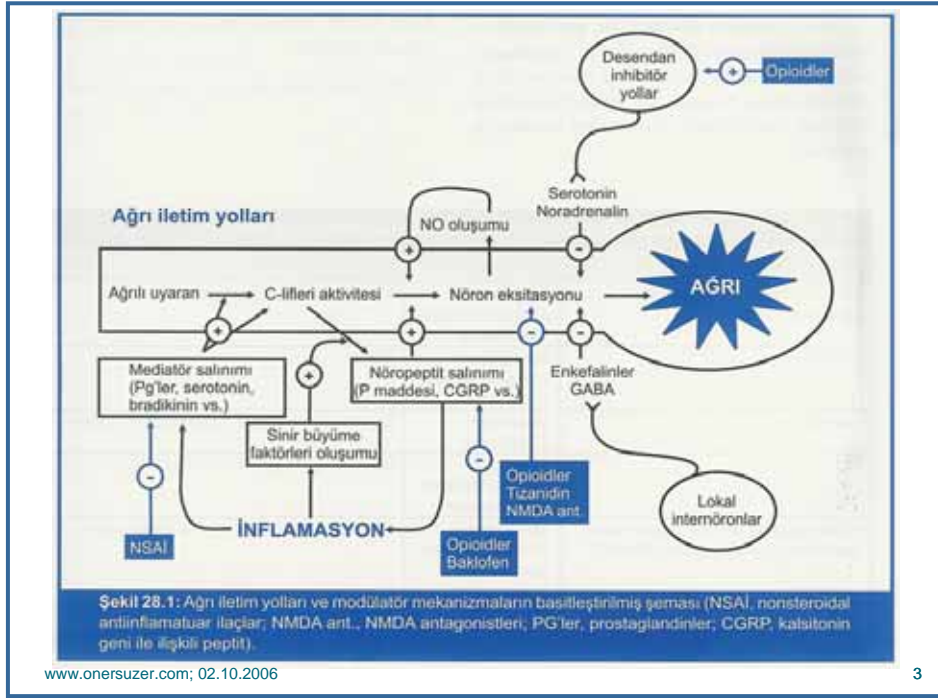 Desendan
inhibitör
yollar
+
Opioidler
Serotonin
Noradrenalin
Ağrı iletim yolları
NO oluşumu
+
-
Ağrılı uyaran
C-lifleri aktivitesi
Nöron eksitasyonu
AĞRI
+
+
-
-
Mediatör salınımı
(Pg'ler, serotonin,
bradikinin vs.)
+
Nöropeptit salınımı
(P maddesi, CGRP vs.)
Enkefalinler
GABA
Sinir büyüme
faktörleri oluşumu
-
-
Opioidler
Tizanidin
NMDA ant.
Lokal
internöronlar
İNFLAMASYON
NSAİ
Opioidler
Baklofen
Şekil 28.1: Ağrı iletim yolları ve modülatör mekanizmaların basitleştirilmiş şeması (NSAİ, nonsteroidal
antiinflamatuar ilaçlar; NMDA ant., NMDA antagonistleri; PG'ler, prostaglandinler; CGRP, kalsitonin
geni ile ilişkili peptit).
www.onersuzer.com; 02.10.2006
3